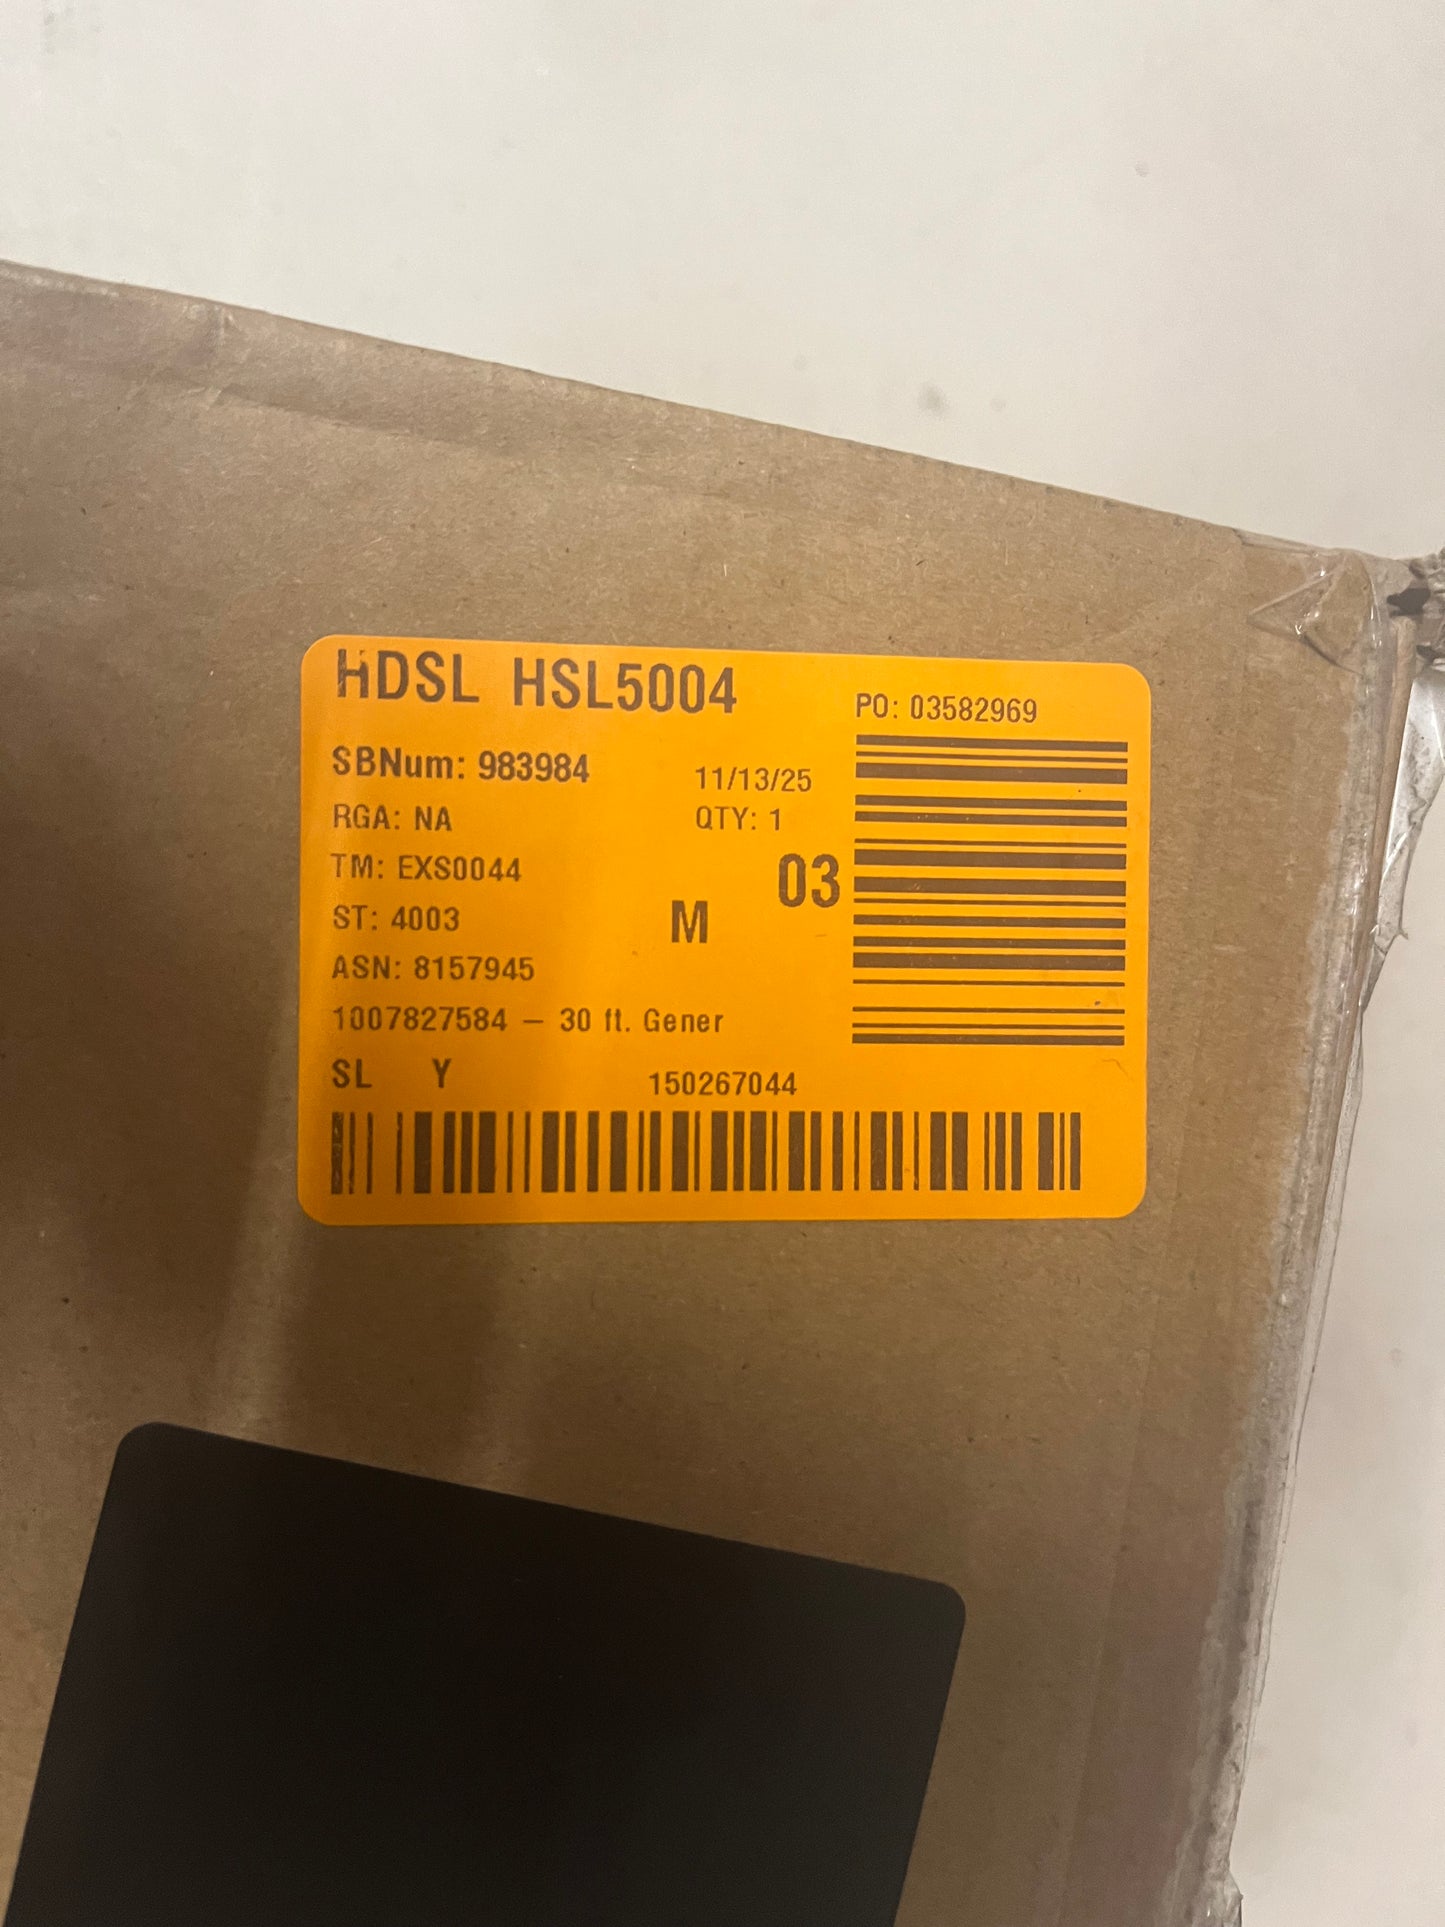 HDSL HSL5004
PO: 03582969
SBNum: 983984
11/13/25
RGA: NA
QTY: 1
TM: EXS0044
03
ST: 4003
M
ASN: 8157945
1007827584 – 30 ft. Gener
SL Y
150267044